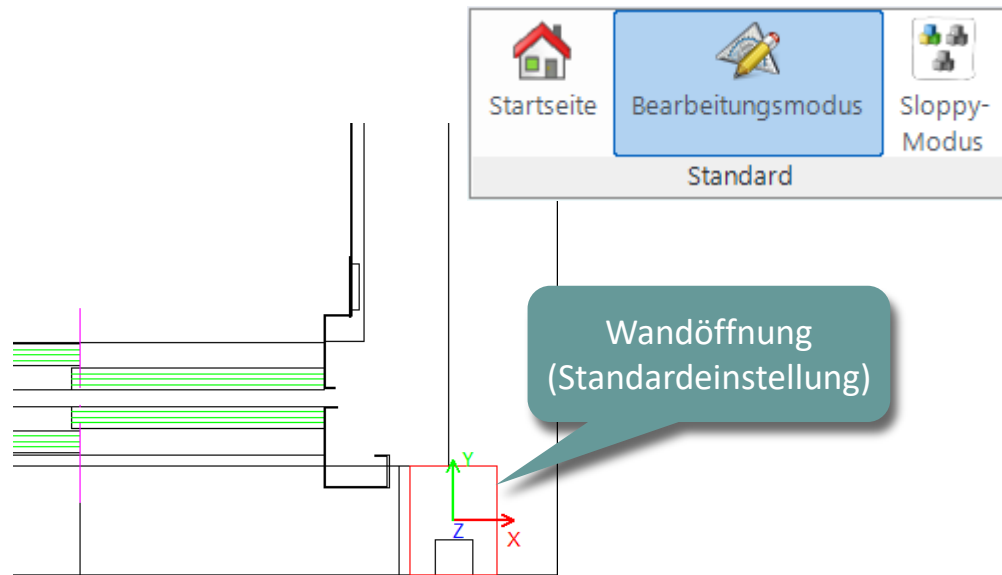 Startseite
Bearbeitungsmodus
Sloppy-
Modus
Standard
Wandöffnung
(Standardeinstellung)
Y
Z
X